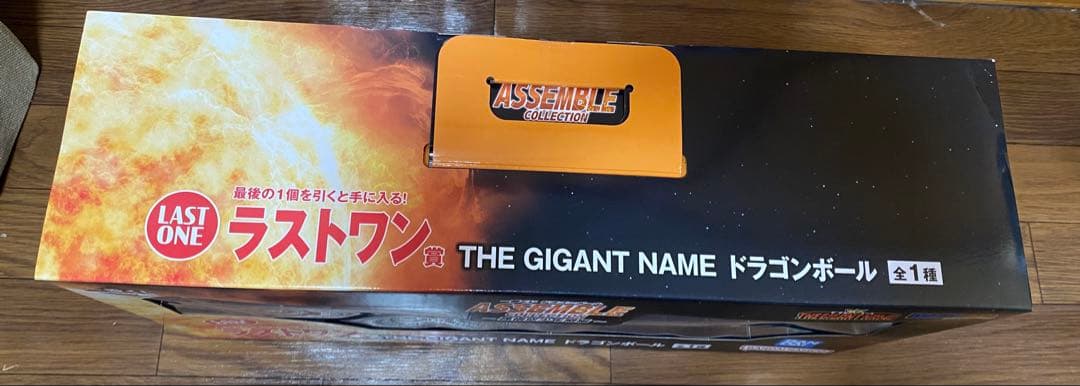 ASSEMBLE
COLLECTION
最後の1個を引くと手に入る!
LAST
ONE
ラストワン賞
THE GIGANT NAME ドラゴンボール 全1種
ASSEMBLE
GIGANT NAME ドラゴンボール